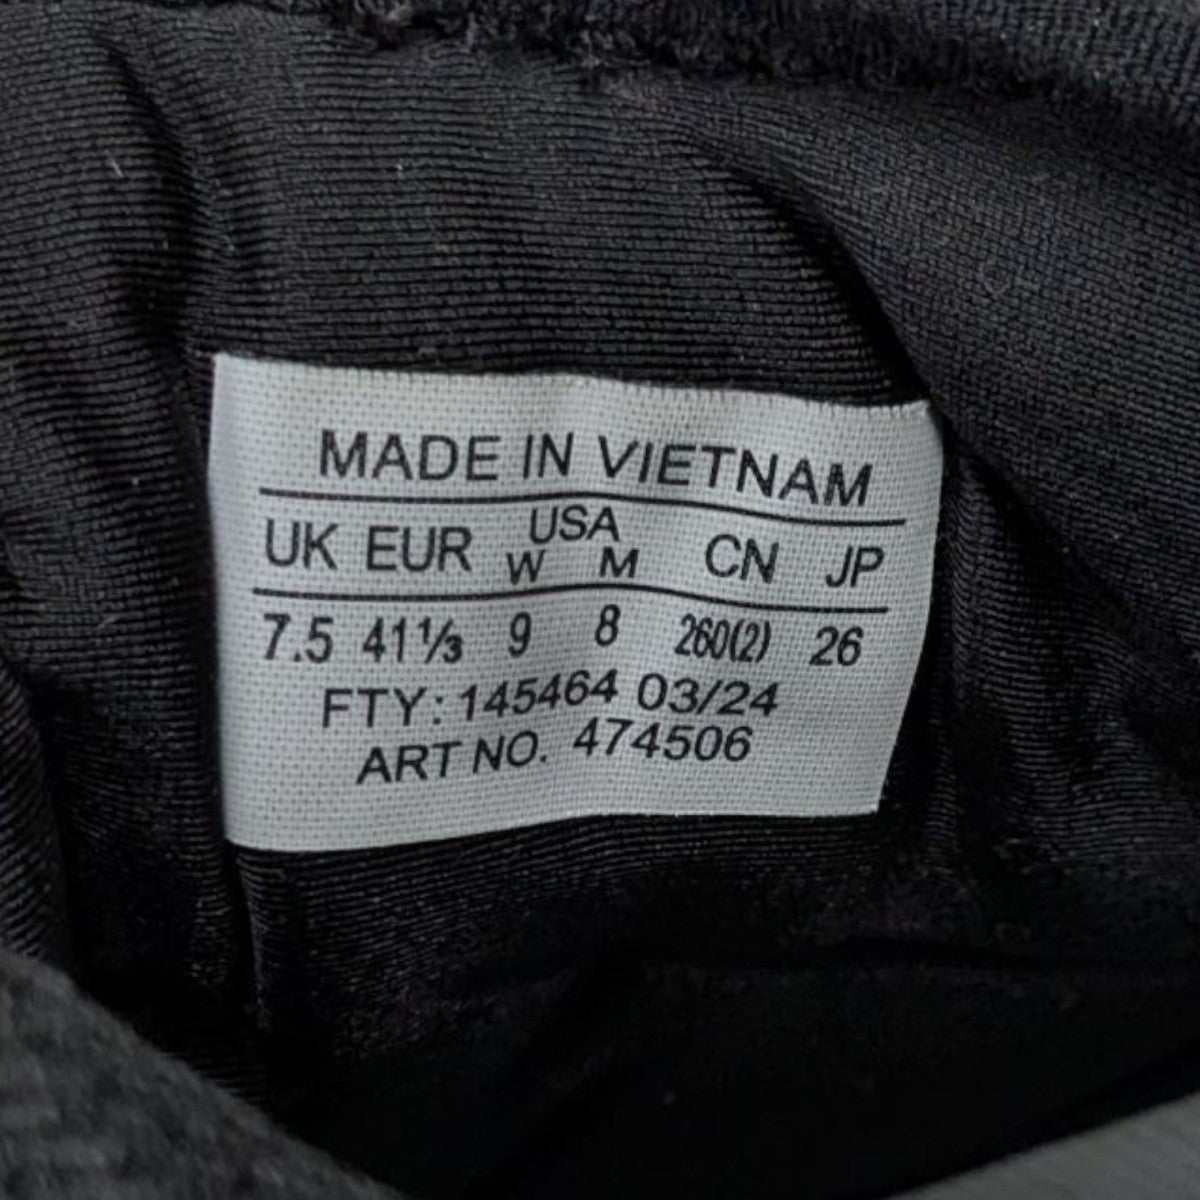 MADE IN VIETNAM
UK EUR USA CN JP
W M
7.5 41⅓ 9 8 260(2) 26
FTY: 145464 03/24
ART NO. 474506